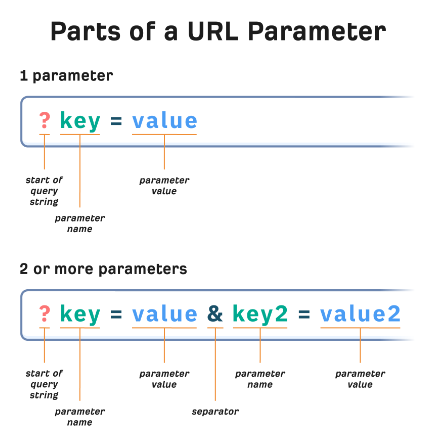 Parts of a URL Parameter
1 parameter
? key = value
start of
query
string
parameter
name
parameter
value
2 or more parameters
? key = value & key2 = value2
start of
query
string
parameter
name
parameter
value
separator
parameter
name
parameter
value